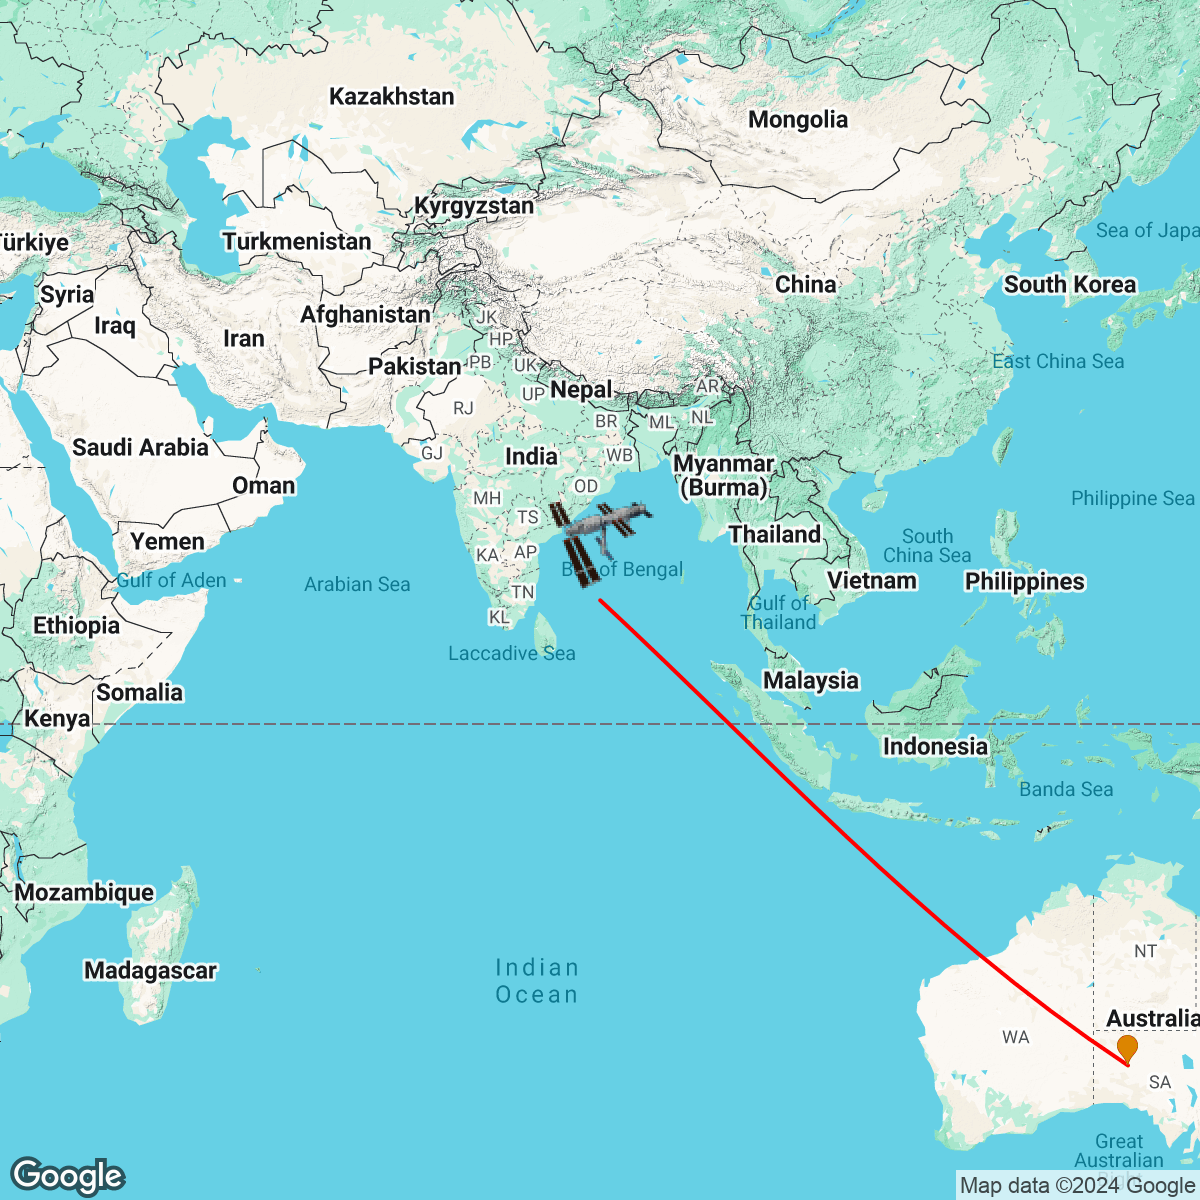 Kazakhstan
Mongolia
Kyrgyzstan
Türkiye
Turkmenistan
Sea of Japa
China
South Korea
Syria
Afghanistan
JK
Iraq
Iran
HP
East China Sea
Pakistan
PB
UK
Nepal
AR
UP
RJ
BR
ML
NL
Saudi Arabia
GJ
India
WB
Myanmar
(Burma)
Oman
OD
MH
Philippine Sea
TS
Thailand
South
China Sea
Yemen
KA
AP
Bay of Bengal
Gulf of Aden
Arabian Sea
Vietnam
Philippines
TN
Gulf of
Thailand
KL
Ethiopia
Laccadive Sea
Malaysia
Somalia
Kenya
Indonesia
Banda Sea
Mozambique
NT
Madagascar
Indian
Ocean
Australia
WA
SA
Great
Australian
Bight
Google
Map data ©2024 Google